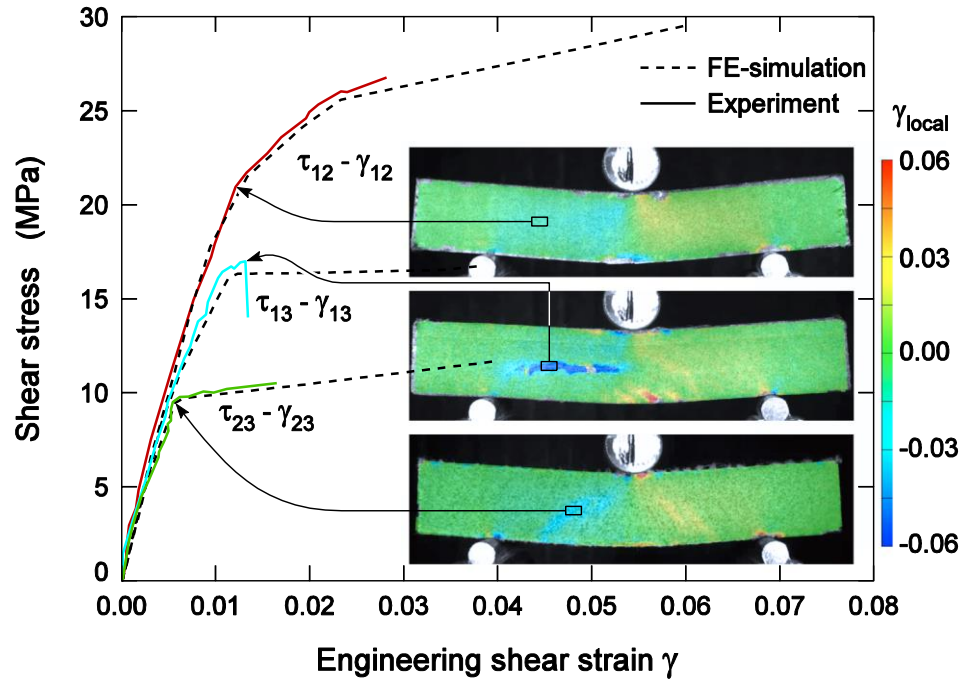 30
25
20
15
10
5
0
0.00 0.01 0.02 0.03 0.04 0.05 0.06 0.07 0.08
Shear stress (MPa)
Engineering shear strain γ
FE-simulation
Experiment
τ12 - γ12
τ13 - γ13
τ23 - γ23
γlocal
0.06
0.03
0.00
-0.03
-0.06